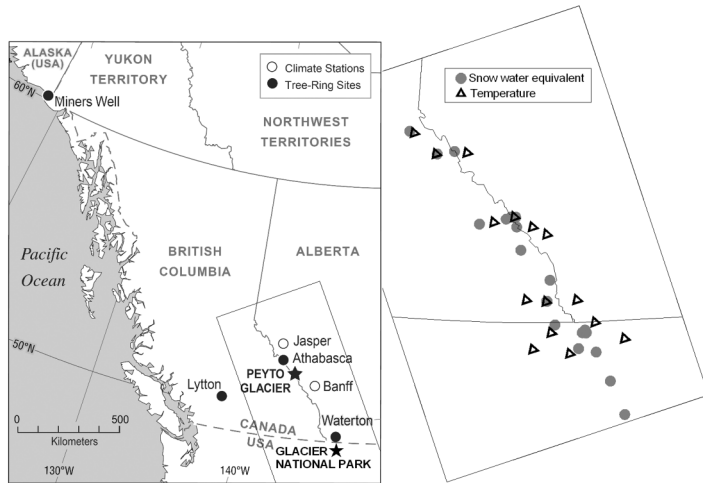 ALASKA
(USA)
YUKON
TERRITORY
Climate Stations
Tree-Ring Sites
60°N
Miners Well
NORTHWEST
TERRITORIES
Pacific
Ocean
BRITISH
COLUMBIA
ALBERTA
50°N
Jasper
Athabasca
PEYTO
GLACIER
Banff
Lytton
Waterton
CANADA
USA
GLACIER
NATIONAL PARK
0
500
Kilometers
130°W
140°W
Snow water equivalent
Temperature